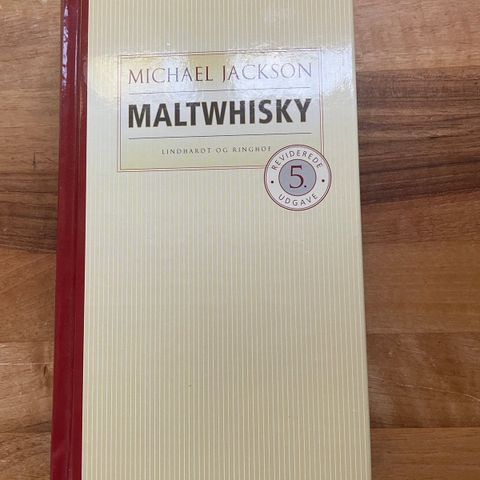 MICHAEL JACKSON
MALTWHISKY
LINDHARDT OG RINGHOF
REVIDEREDE
5.
UDGAVE